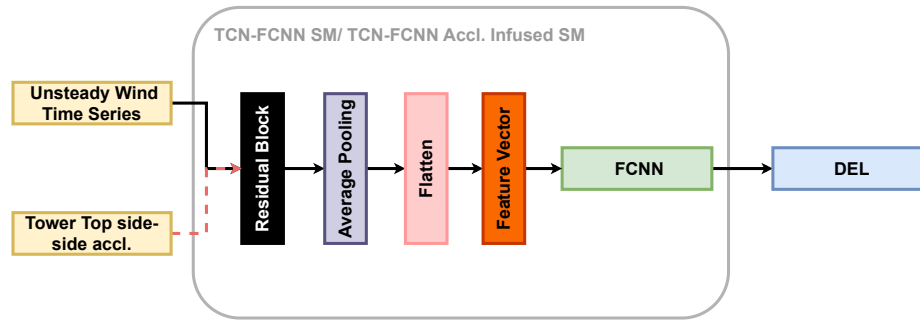 TCN-FCNN SM/ TCN-FCNN Accl. Infused SM
Unsteady Wind
Time Series
Tower Top side-
side accl.
Residual Block
Average Pooling
Flatten
Feature Vector
FCNN
DEL